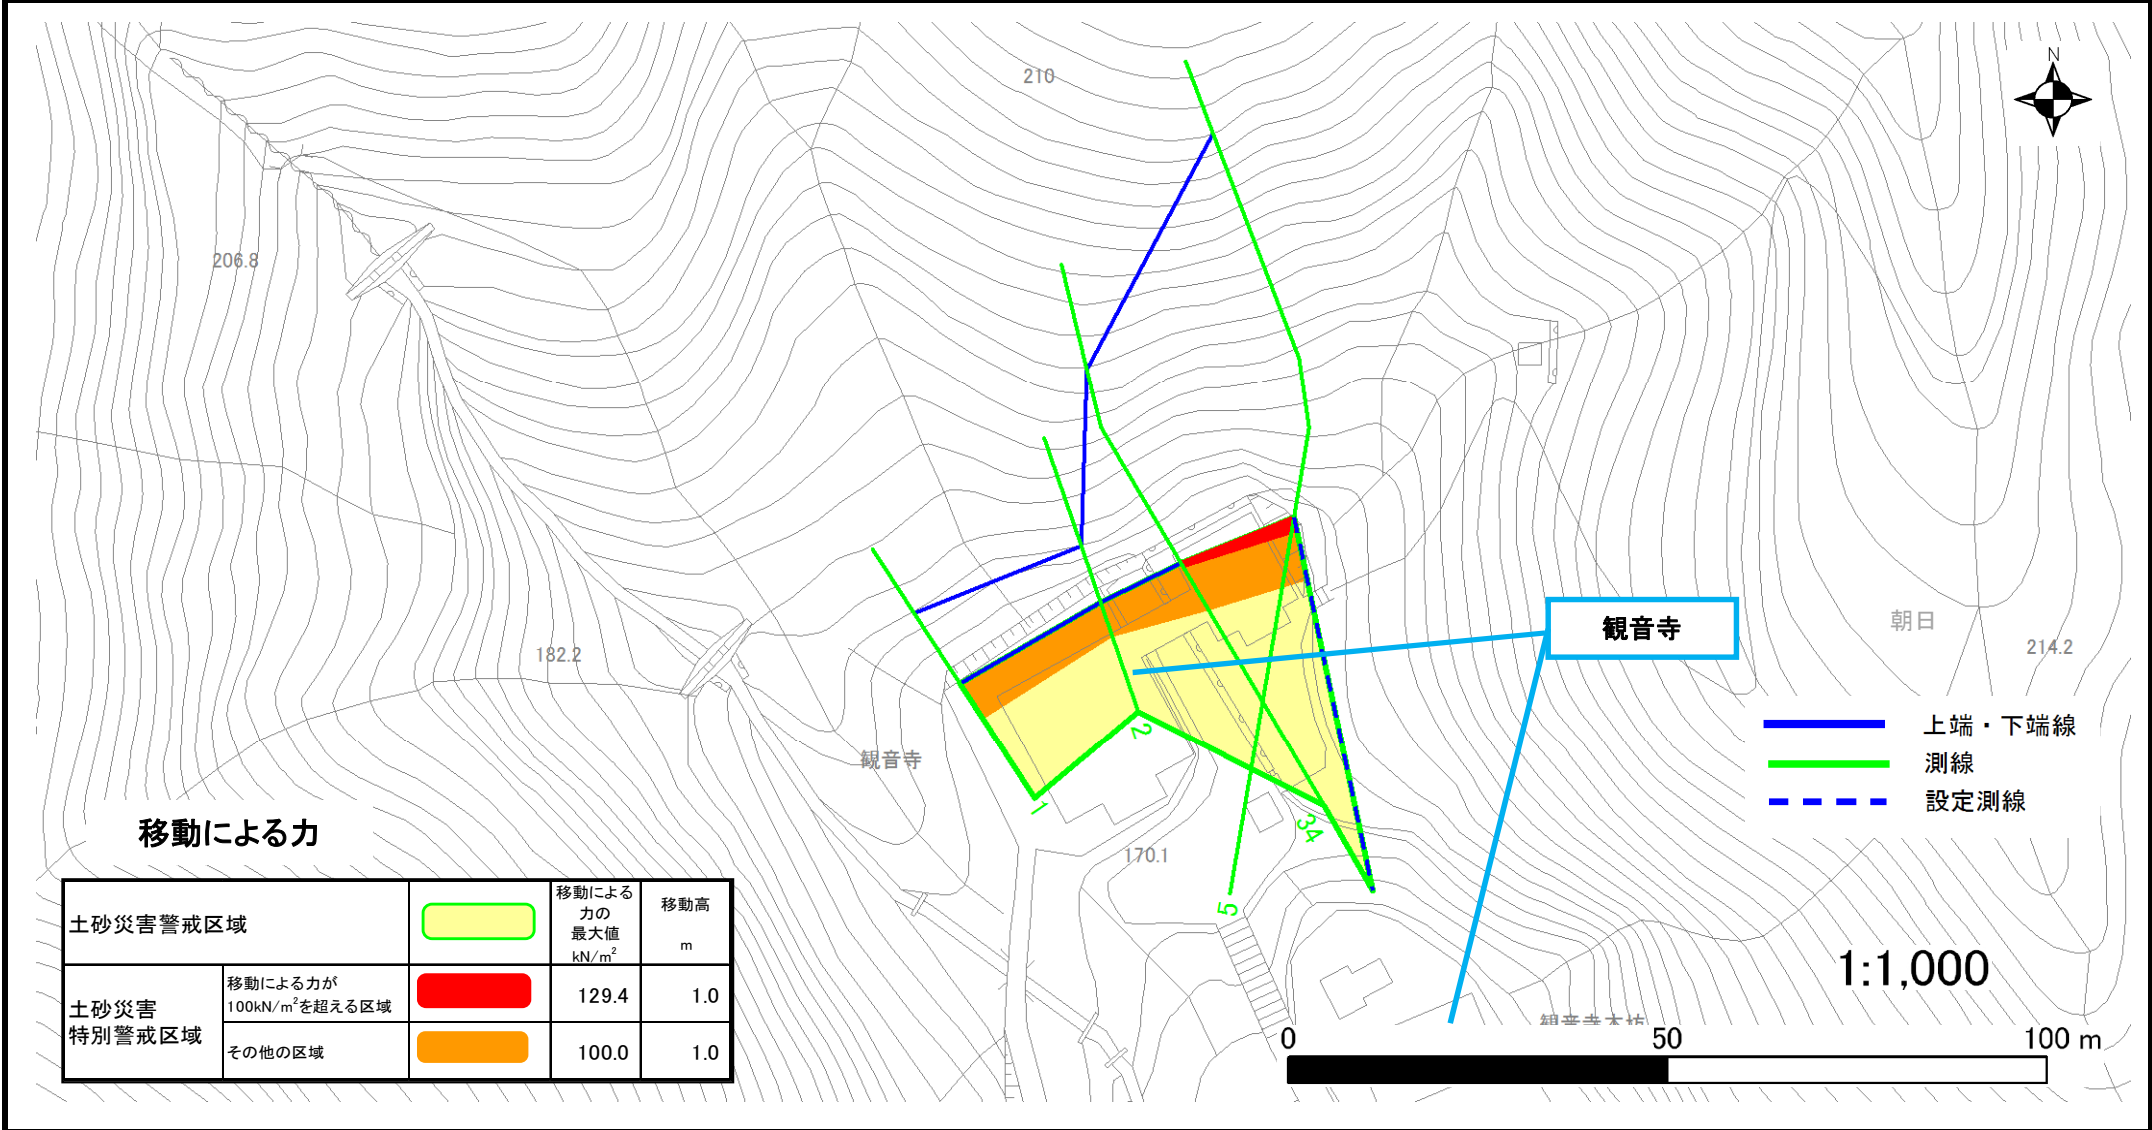 210
N
206.8
観音寺
朝日
214.2
182.2
観音寺
上端・下端線
測線
設定測線
1
2
34
5
170.1
移動による力
土砂災害警戒区域
移動による
力の
最大値
kN/m²
移動高
m
土砂災害
特別警戒区域
移動による力が
100kN/m²を超える区域
129.4
1.0
その他の区域
100.0
1.0
1:1,000
観音寺本坊
0
50
100 m